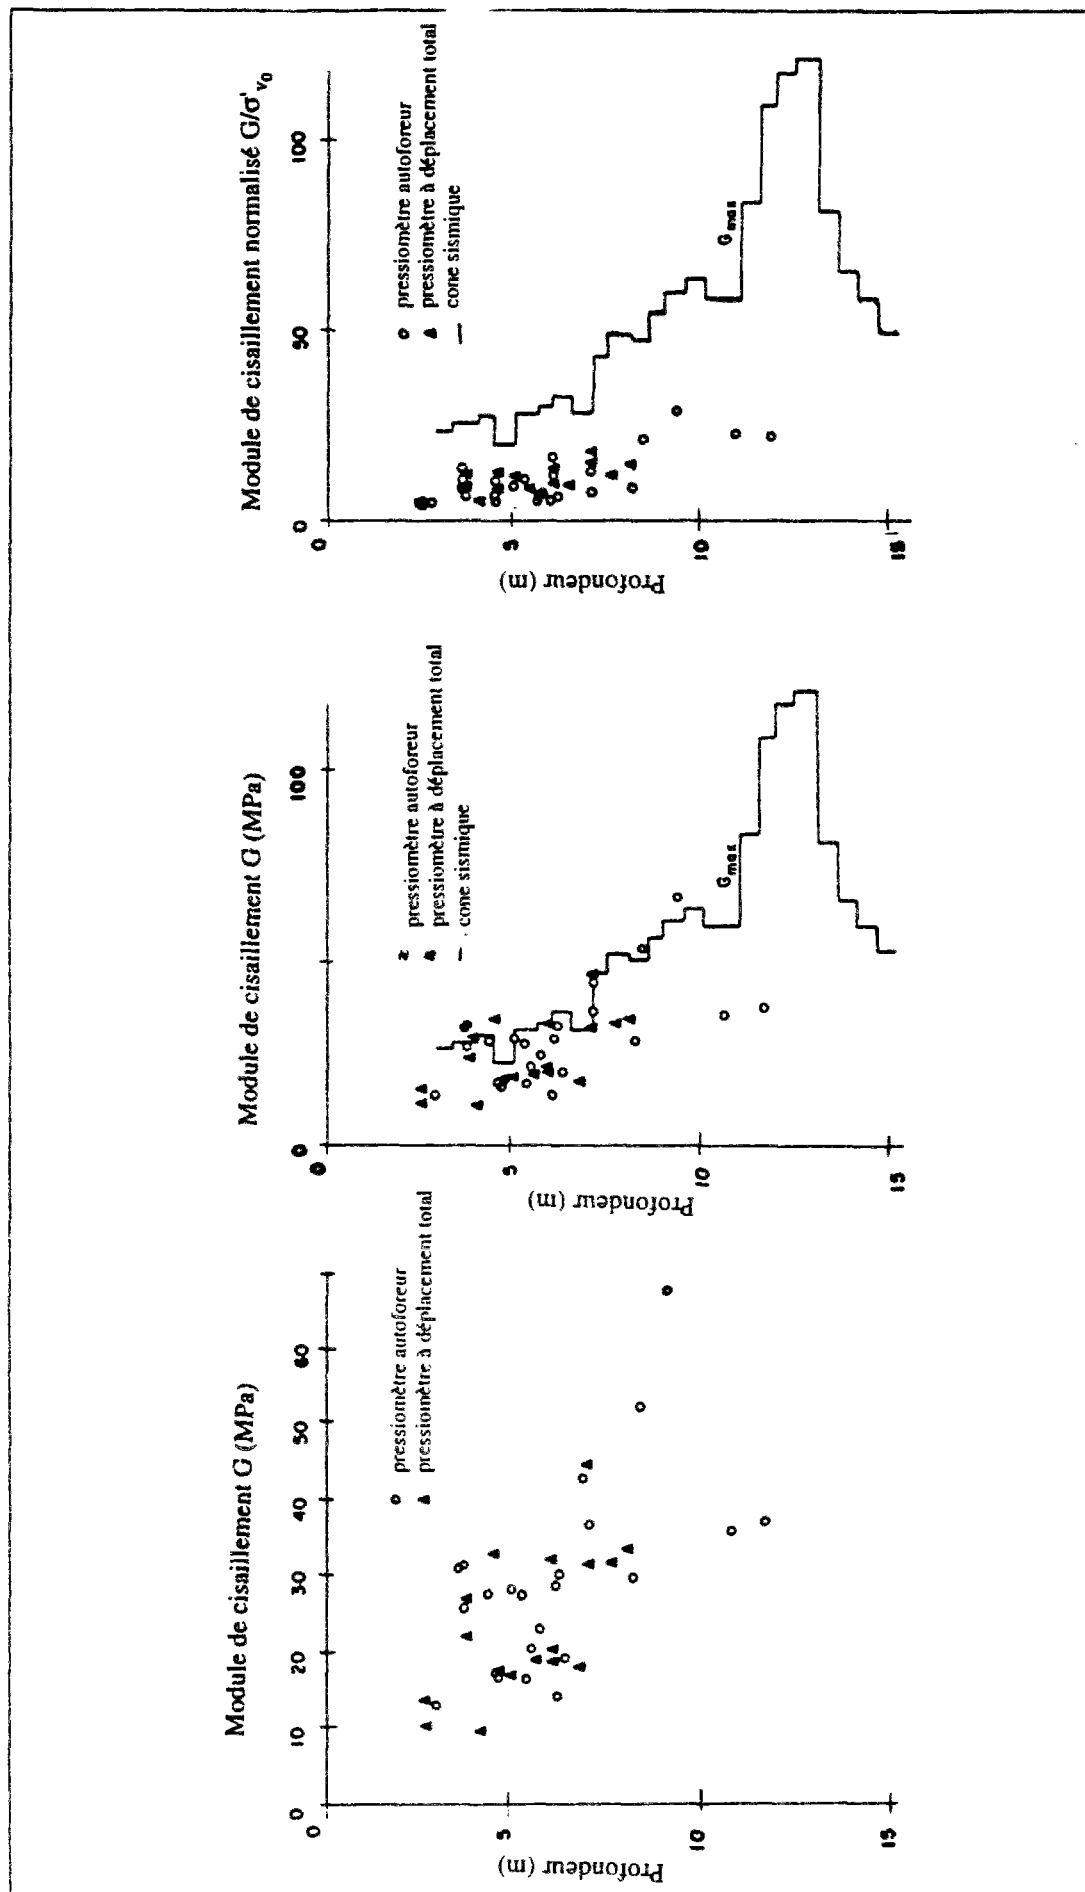 Module de cisaillement G (MPa)
0 10 20 30 40 50 60
o pressiomètre autoforeur
▲ pressiomètre à déplacement total
0
5
10
15
Profondeur (m)
Module de cisaillement G (MPa)
0 100
pressiomètre autoforeur
▲ pressiomètre à déplacement total
— . cone sismique
Gmax
0
5
10
15
Profondeur (m)
Module de cisaillement normalisé G/σ'v0
0 50 100
o pressiomètre autoforeur
▲ pressiomètre à déplacement total
— cone sismique
Gmax
0
5
10
15
Profondeur (m)